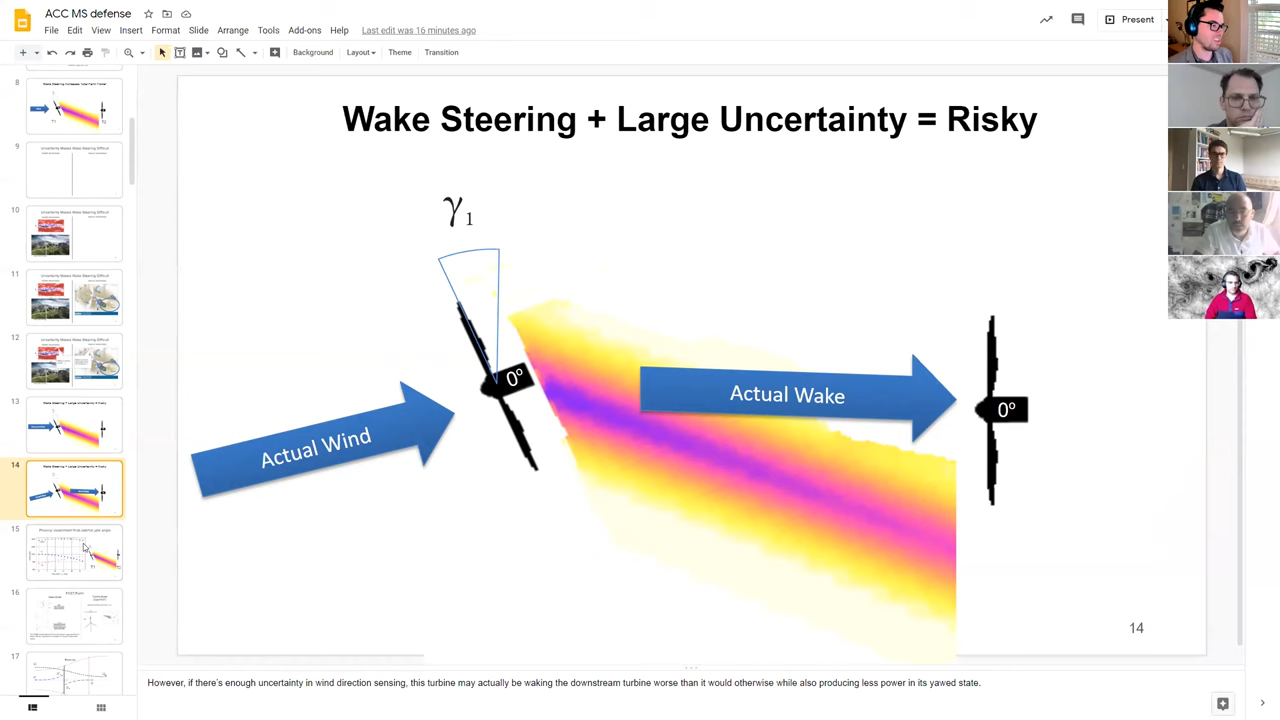 ACC MS defense
File Edit View Insert Format Slide Arrange Tools Add-ons Help Last edit was 16 minutes ago
Present
Background Layout Theme Transition
8
9
10
11
12
13
14
15
16
17
Wake Steering + Large Uncertainty = Risky
γ1
0º
Actual Wind
Actual Wake
0º
14
However, if there's enough uncertainty in wind direction sensing, this turbine may actually be waking the downstream turbine worse than it would otherwise while also producing less power in its yawed state.